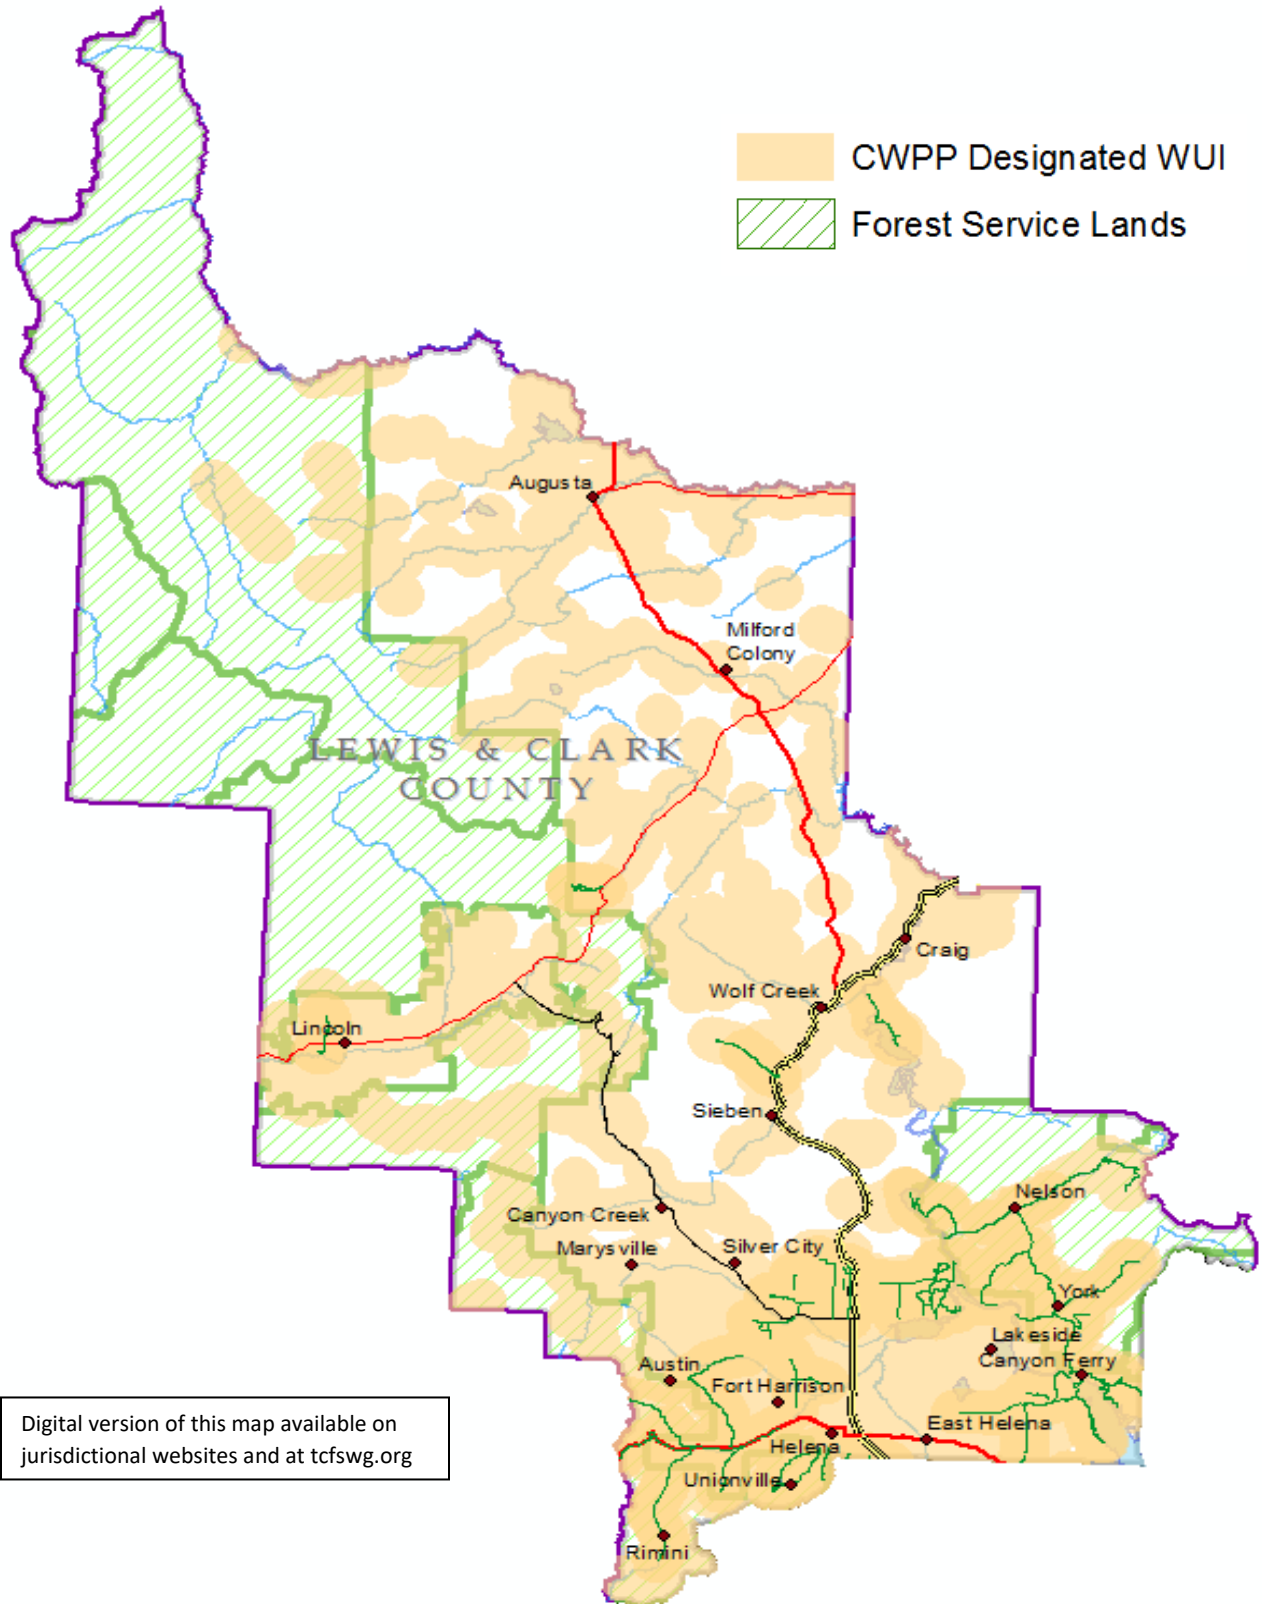 CWPP Designated WUI
Forest Service Lands
Augusta
Milford
Colony
LEWIS & CLARK
COUNTY
Craig
Wolf Creek
Lincoln
Sieben
Nelson
Canyon Creek
Marysville
Silver City
York
Lakeside
Canyon Ferry
Austin
Fort Harrison
East Helena
Helena
Unionville
Rimini
Digital version of this map available on
jurisdictional websites and at tcfswg.org